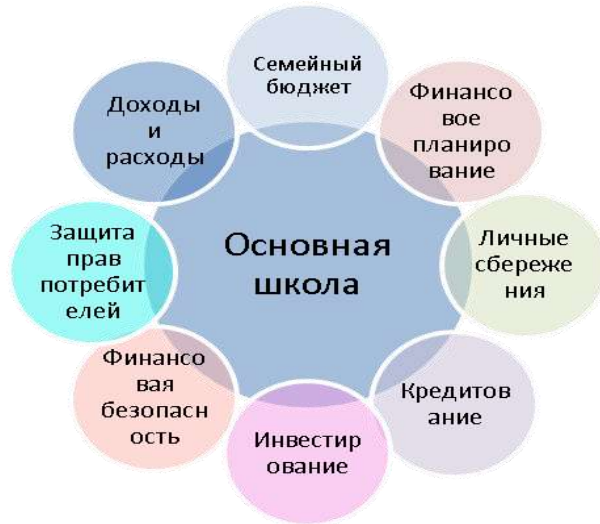 Семейный
бюджет
Финансо
вое
планиро
вание
Личные
сбереже
ния
Кредитов
ание
Инвестир
ование
Финансо
вая
безопасн
ость
Защита
прав
потребит
елей
Доходы
и
расходы
Основная
школа